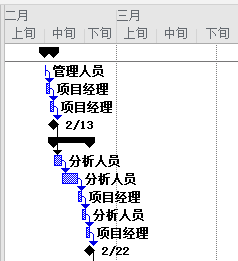 二月 三月
上旬 中旬 下旬 上旬 中旬 下旬
管理人员
项目经理
项目经理
2/13
分析人员
分析人员
项目经理
分析人员
项目经理
2/22